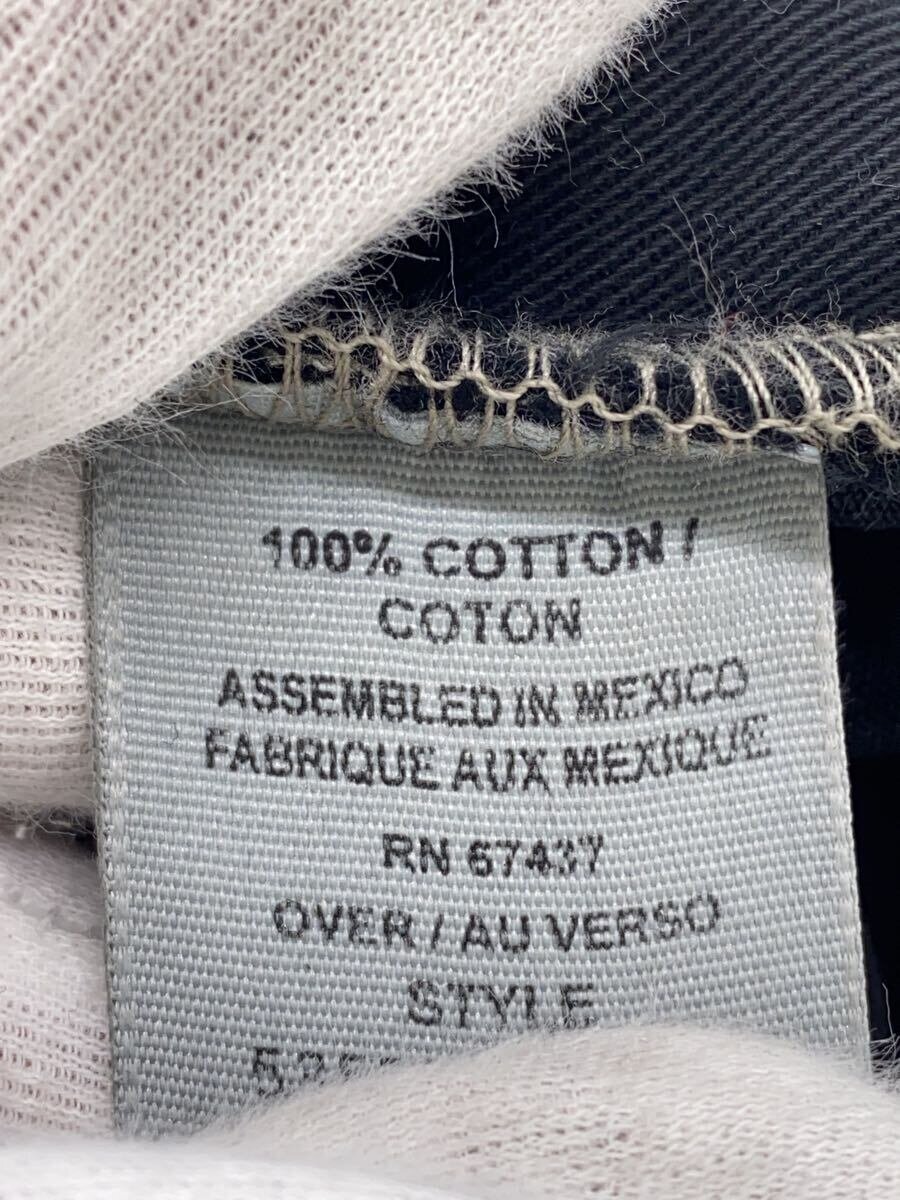 100% COTTON /
COTON
ASSEMBLED IN MEXICO
FABRIQUE AUX MEXIQUE
RN 67437
OVER / AU VERSO
STYLE